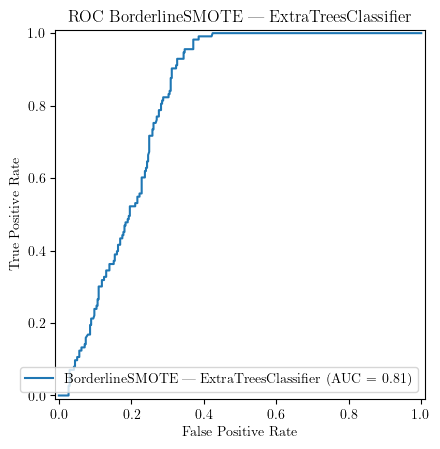 ROC BorderlineSMOTE — ExtraTreesClassifier
True Positive Rate
1.0
0.8
0.6
0.4
0.2
0.0
BorderlineSMOTE — ExtraTreesClassifier (AUC = 0.81)
0.0 0.2 0.4 0.6 0.8 1.0
False Positive Rate